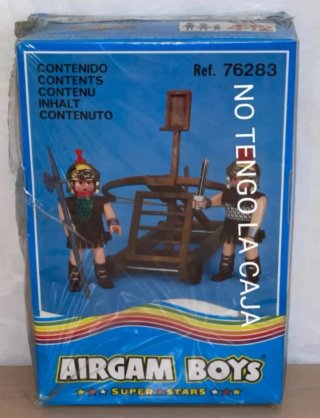 CONTENIDO
CONTENTS
CONTENU
INHALT
CONTENUTO
Ref. 76283
NO TENGO LA CAJA
AIRGAM BOYS
SUPER STARS